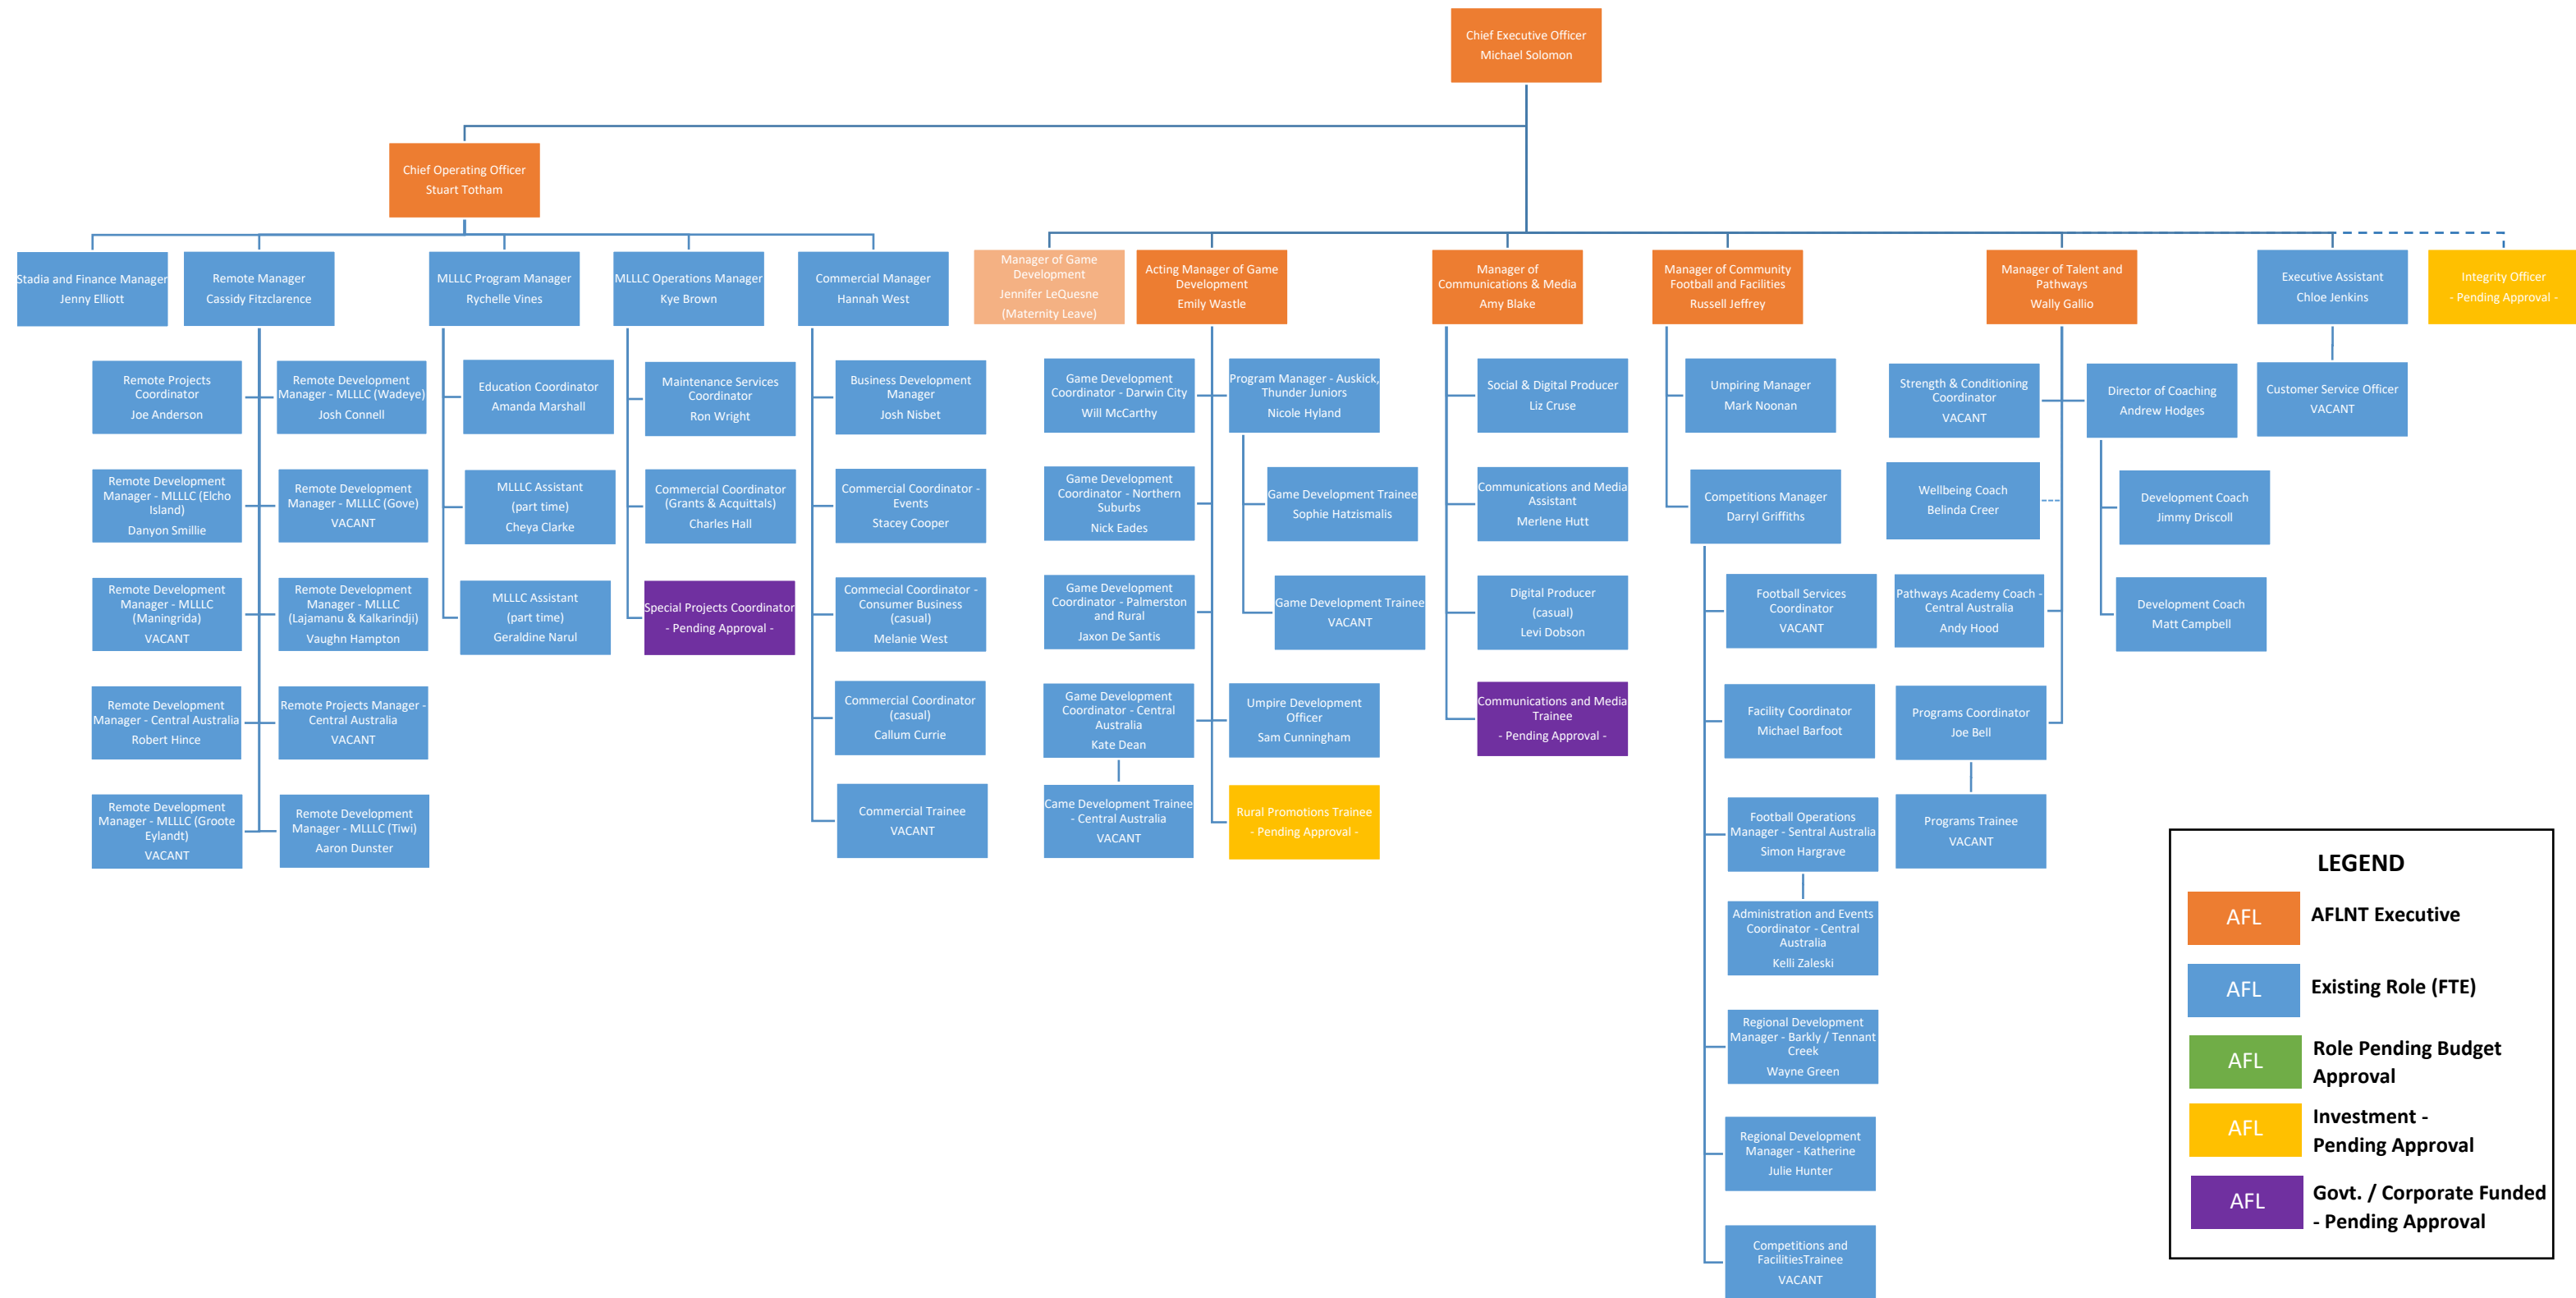 Chief Executive Officer
Michael Solomon
Chief Operating Officer
Stuart Totham
Stadia and Finance Manager
Jenny Elliott
Remote Manager
Cassidy Fitzclarence
MLLLC Program Manager
Rychelle Vines
MLLLC Operations Manager
Kye Brown
Commercial Manager
Hannah West
Manager of Game
Development
Jennifer LeQuesne
(Maternity Leave)
Acting Manager of Game
Development
Emily Wastle
Manager of
Communications & Media
Amy Blake
Manager of Community
Football and Facilities
Russell Jeffrey
Manager of Talent and
Pathways
Wally Gallio
Executive Assistant
Chloe Jenkins
Integrity Officer
- Pending Approval -
Remote Projects
Coordinator
Joe Anderson
Remote Development
Manager - MLLLC (Wadeye)
Josh Connell
Remote Development
Manager - MLLLC (Elcho
Island)
Danyon Smillie
Remote Development
Manager - MLLLC (Gove)
VACANT
Remote Development
Manager - MLLLC
(Maningrida)
VACANT
Remote Development
Manager - MLLLC
(Lajamanu & Kalkarindji)
Vaughn Hampton
Remote Development
Manager - Central Australia
Robert Hince
Remote Projects Manager -
Central Australia
VACANT
Remote Development
Manager - MLLLC (Groote
Eylandt)
VACANT
Remote Development
Manager - MLLLC (Tiwi)
Aaron Dunster
Education Coordinator
Amanda Marshall
MLLLC Assistant
(part time)
Cheya Clarke
MLLLC Assistant
(part time)
Geraldine Narul
Maintenance Services
Coordinator
Ron Wright
Commercial Coordinator
(Grants & Acquittals)
Charles Hall
Special Projects Coordinator
- Pending Approval -
Business Development
Manager
Josh Nisbet
Commercial Coordinator -
Events
Stacey Cooper
Commecial Coordinator -
Consumer Business
(casual)
Melanie West
Commercial Coordinator
(casual)
Callum Currie
Commercial Trainee
VACANT
Game Development
Coordinator - Darwin City
Will McCarthy
Program Manager - Auskick,
Thunder Juniors
Nicole Hyland
Game Development
Coordinator - Northern
Suburbs
Nick Eades
Game Development Trainee
Sophie Hatzismalis
Game Development
Coordinator - Palmerston
and Rural
Jaxon De Santis
Game Development Trainee
VACANT
Game Development
Coordinator - Central
Australia
Kate Dean
Umpire Development
Officer
Sam Cunningham
Came Development Trainee
- Central Australia
VACANT
Rural Promotions Trainee
- Pending Approval -
Social & Digital Producer
Liz Cruse
Communications and Media
Assistant
Merlene Hutt
Digital Producer
(casual)
Levi Dobson
Communications and Media
Trainee
- Pending Approval -
Umpiring Manager
Mark Noonan
Competitions Manager
Darryl Griffiths
Football Services
Coordinator
VACANT
Facility Coordinator
Michael Barfoot
Football Operations
Manager - Sentral Australia
Simon Hargrave
Administration and Events
Coordinator - Central
Australia
Kelli Zaleski
Regional Development
Manager - Barkly / Tennant
Creek
Wayne Green
Regional Development
Manager - Katherine
Julie Hunter
Competitions and
FacilitiesTrainee
VACANT
Strength & Conditioning
Coordinator
VACANT
Director of Coaching
Andrew Hodges
Wellbeing Coach
Belinda Creer
Development Coach
Jimmy Driscoll
Pathways Academy Coach -
Central Australia
Andy Hood
Development Coach
Matt Campbell
Programs Coordinator
Joe Bell
Programs Trainee
VACANT
Customer Service Officer
VACANT
LEGEND
AFL AFLNT Executive
AFL Existing Role (FTE)
AFL Role Pending Budget
Approval
AFL Investment -
Pending Approval
AFL Govt. / Corporate Funded
- Pending Approval